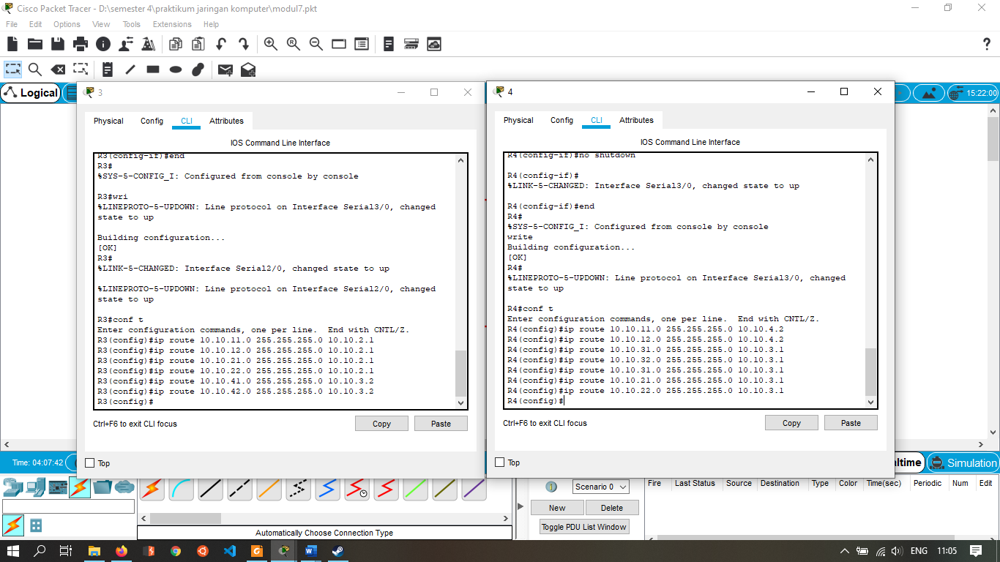 Cisco Packet Tracer - D:\semester 4\praktikum jaringan komputer\modul7.pkt
File Edit Options View Tools Extensions Help
Logical
15:22:00
3
Physical Config CLI Attributes
IOS Command Line Interface
R3(config-if)#end
R3#
%SYS-5-CONFIG_I: Configured from console by console
R3#wri
%LINEPROTO-5-UPDOWN: Line protocol on Interface Serial3/0, changed
state to up
Building configuration...
[OK]
R3#
%LINK-5-CHANGED: Interface Serial2/0, changed state to up
%LINEPROTO-5-UPDOWN: Line protocol on Interface Serial2/0, changed
state to up
R3#conf t
Enter configuration commands, one per line.  End with CNTL/Z.
R3(config)#ip route 10.10.11.0 255.255.255.0 10.10.2.1
R3(config)#ip route 10.10.12.0 255.255.255.0 10.10.2.1
R3(config)#ip route 10.10.21.0 255.255.255.0 10.10.2.1
R3(config)#ip route 10.10.22.0 255.255.255.0 10.10.2.1
R3(config)#ip route 10.10.41.0 255.255.255.0 10.10.3.2
R3(config)#ip route 10.10.42.0 255.255.255.0 10.10.3.2
R3(config)#
Ctrl+F6 to exit CLI focus
Copy Paste
Top
4
Physical Config CLI Attributes
IOS Command Line Interface
R4(config-if)#no shutdown
R4(config-if)#
%LINK-5-CHANGED: Interface Serial3/0, changed state to up
R4(config-if)#end
R4#
%SYS-5-CONFIG_I: Configured from console by console
write
Building configuration...
[OK]
R4#
%LINEPROTO-5-UPDOWN: Line protocol on Interface Serial3/0, changed
state to up
R4#conf t
Enter configuration commands, one per line.  End with CNTL/Z.
R4(config)#ip route 10.10.11.0 255.255.255.0 10.10.4.2
R4(config)#ip route 10.10.12.0 255.255.255.0 10.10.4.2
R4(config)#ip route 10.10.31.0 255.255.255.0 10.10.3.1
R4(config)#ip route 10.10.32.0 255.255.255.0 10.10.3.1
R4(config)#ip route 10.10.31.0 255.255.255.0 10.10.3.1
R4(config)#ip route 10.10.21.0 255.255.255.0 10.10.3.1
R4(config)#ip route 10.10.22.0 255.255.255.0 10.10.3.1
R4(config)#
Ctrl+F6 to exit CLI focus
Copy Paste
Top
Time: 04:07:42
ltime Simulation
Scenario 0
New Delete
Toggle PDU List Window
Fire Last Status Source Destination Type Color Time(sec) Periodic Num Edit
Automatically Choose Connection Type
ENG 11:05